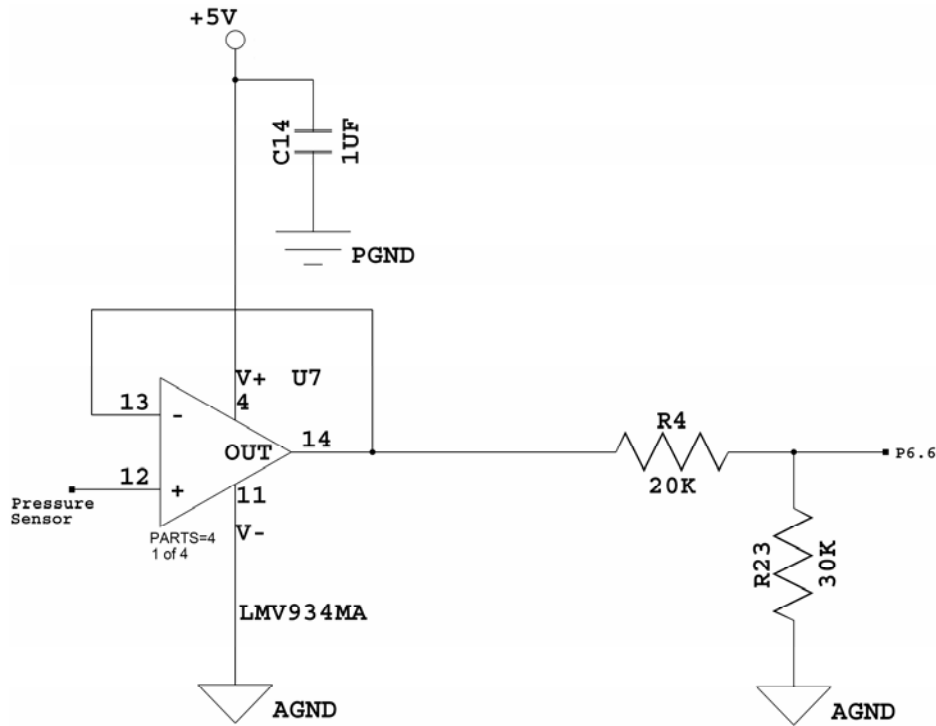 +5V
C14
1UF
PGND
V+ U7
4
13
-
OUT
14
12
+
11
V-
Pressure
Sensor
PARTS=4
1 of 4
LMV934MA
AGND
R4
20K
P6.6
R23
30K
AGND